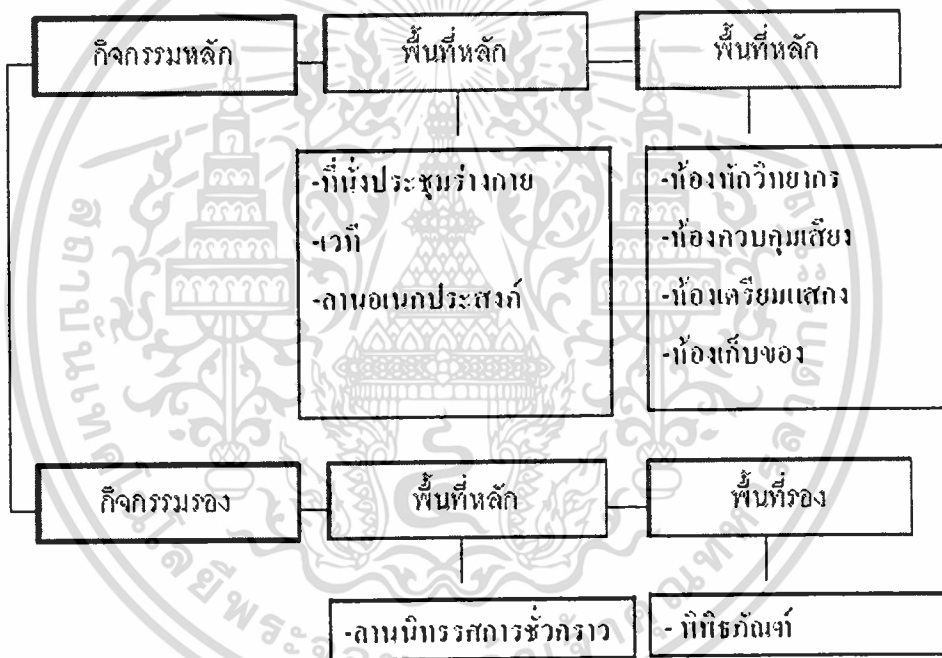 กิจกรรมหลัก
พื้นที่หลัก
พื้นที่หลัก
-ที่นั่งประชุมร่างกาย
-เวที
-ลานอเนกประสงค์
-ห้องพักวิทยากร
-ห้องควบคุมเสียง
-ห้องเตรียมแสดง
-ห้องเก็บของ
กิจกรรมรอง
พื้นที่หลัก
พื้นที่รอง
-ลานนิทรรศการชั่วคราว
- พิพิธภัณฑ์